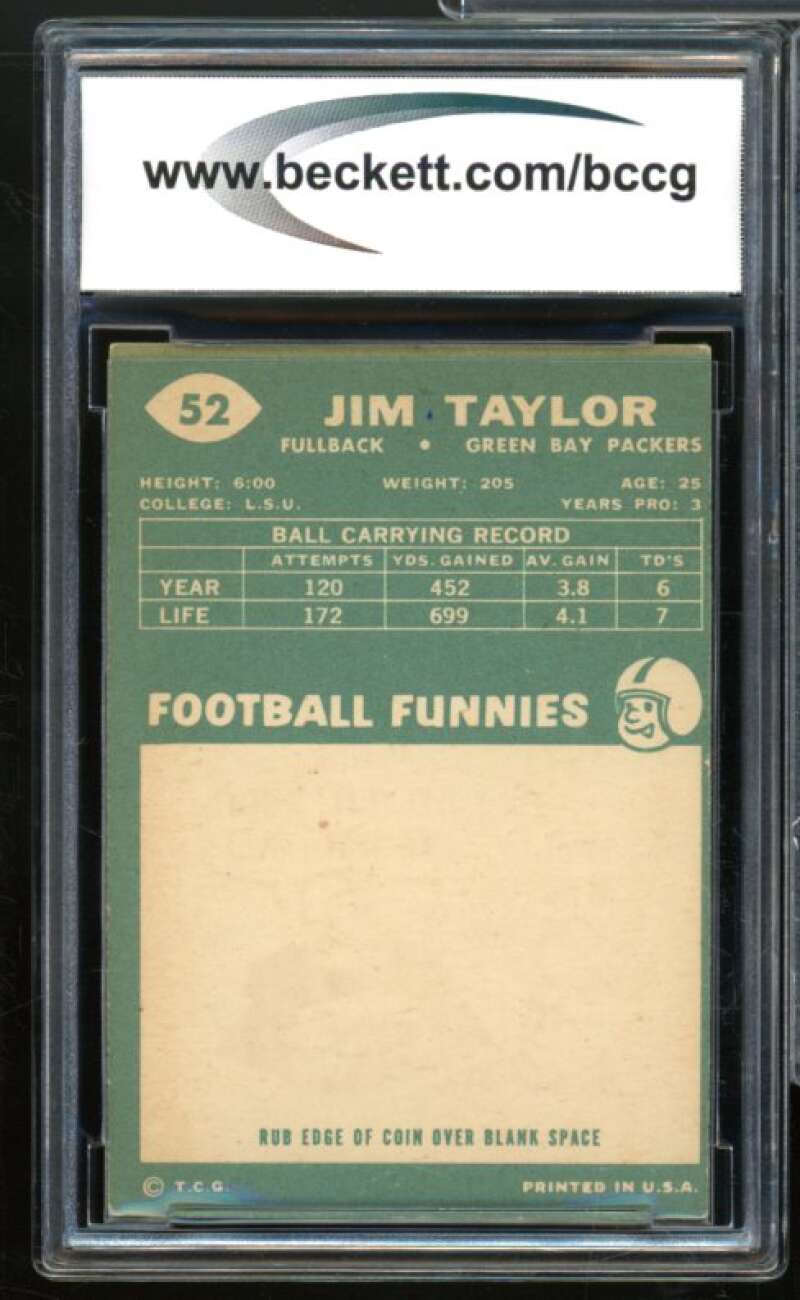 www.beckett.com/bccg
52
JIM TAYLOR
FULLBACK • GREEN BAY PACKERS
HEIGHT: 6:00 WEIGHT: 205 AGE: 25
COLLEGE: L.S.U. YEARS PRO: 3
BALL CARRYING RECORD
ATTEMPTS YDS. GAINED AV. GAIN TD'S
YEAR 120 452 3.8 6
LIFE 172 699 4.1 7
FOOTBALL FUNNIES
RUB EDGE OF COIN OVER BLANK SPACE
© T.C.G. PRINTED IN U.S.A.